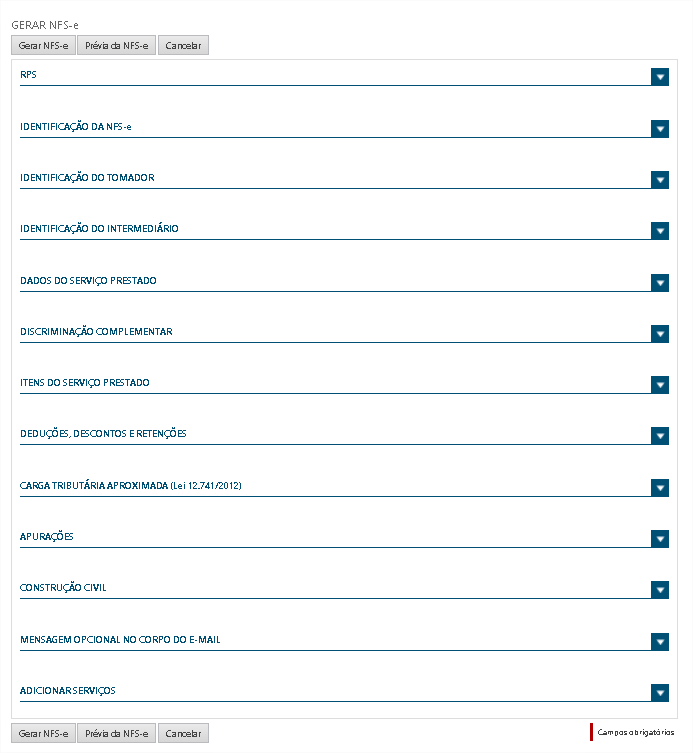 GERAR NFS-e
Gerar NFS-e Prévia da NFS-e Cancelar
RPS
IDENTIFICAÇÃO DA NFS-e
IDENTIFICAÇÃO DO TOMADOR
IDENTIFICAÇÃO DO INTERMEDIÁRIO
DADOS DO SERVIÇO PRESTADO
DISCRIMINAÇÃO COMPLEMENTAR
ITENS DO SERVIÇO PRESTADO
DEDUÇÕES, DESCONTOS E RETENÇÕES
CARGA TRIBUTÁRIA APROXIMADA (Lei 12.741/2012)
APURAÇÕES
CONSTRUÇÃO CIVIL
MENSAGEM OPCIONAL NO CORPO DO E-MAIL
ADICIONAR SERVIÇOS
Gerar NFS-e Prévia da NFS-e Cancelar Campos obrigatórios